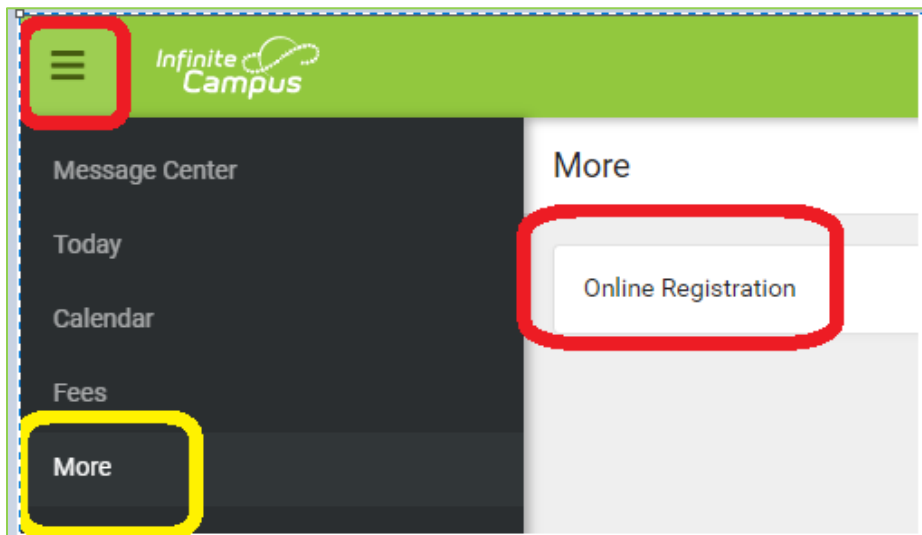 Infinite
Campus
Message Center
Today
Calendar
Fees
More
More
Online Registration